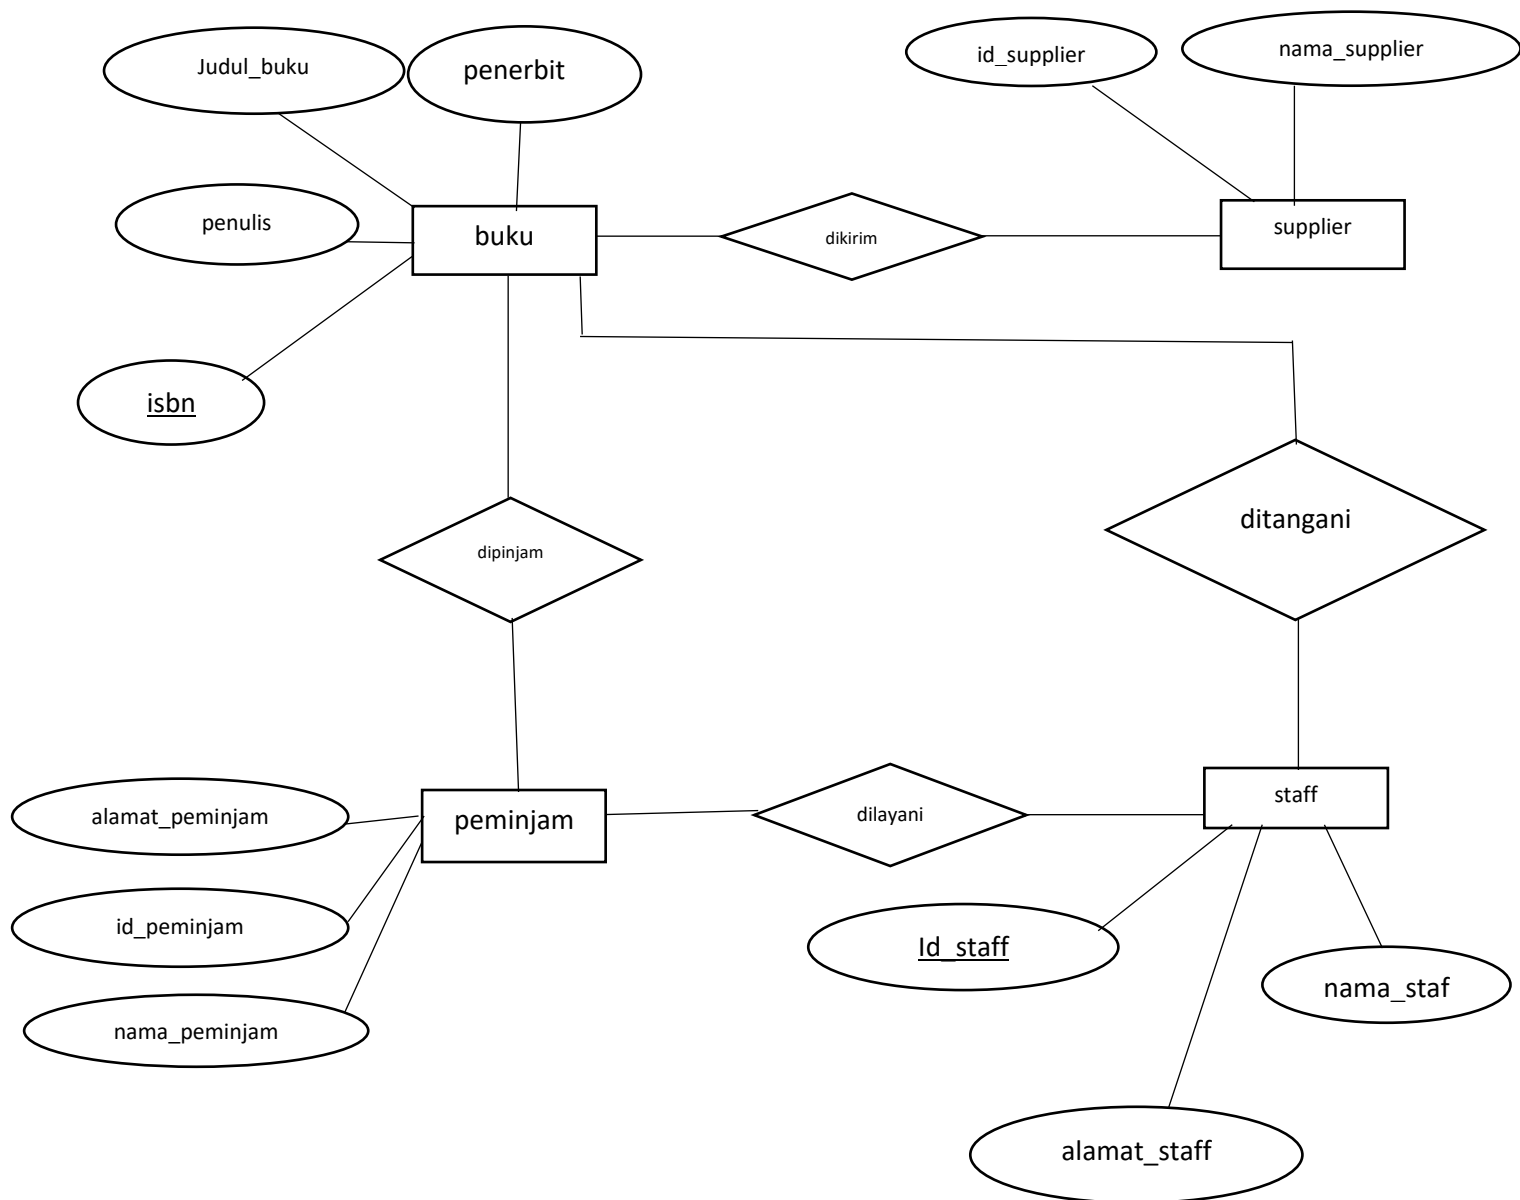 Judul_buku
penerbit
id_supplier
nama_supplier
penulis
buku
dikirim
supplier
isbn
dipinjam
ditangani
alamat_peminjam
peminjam
dilayani
staff
id_peminjam
Id_staff
nama_staf
nama_peminjam
alamat_staff